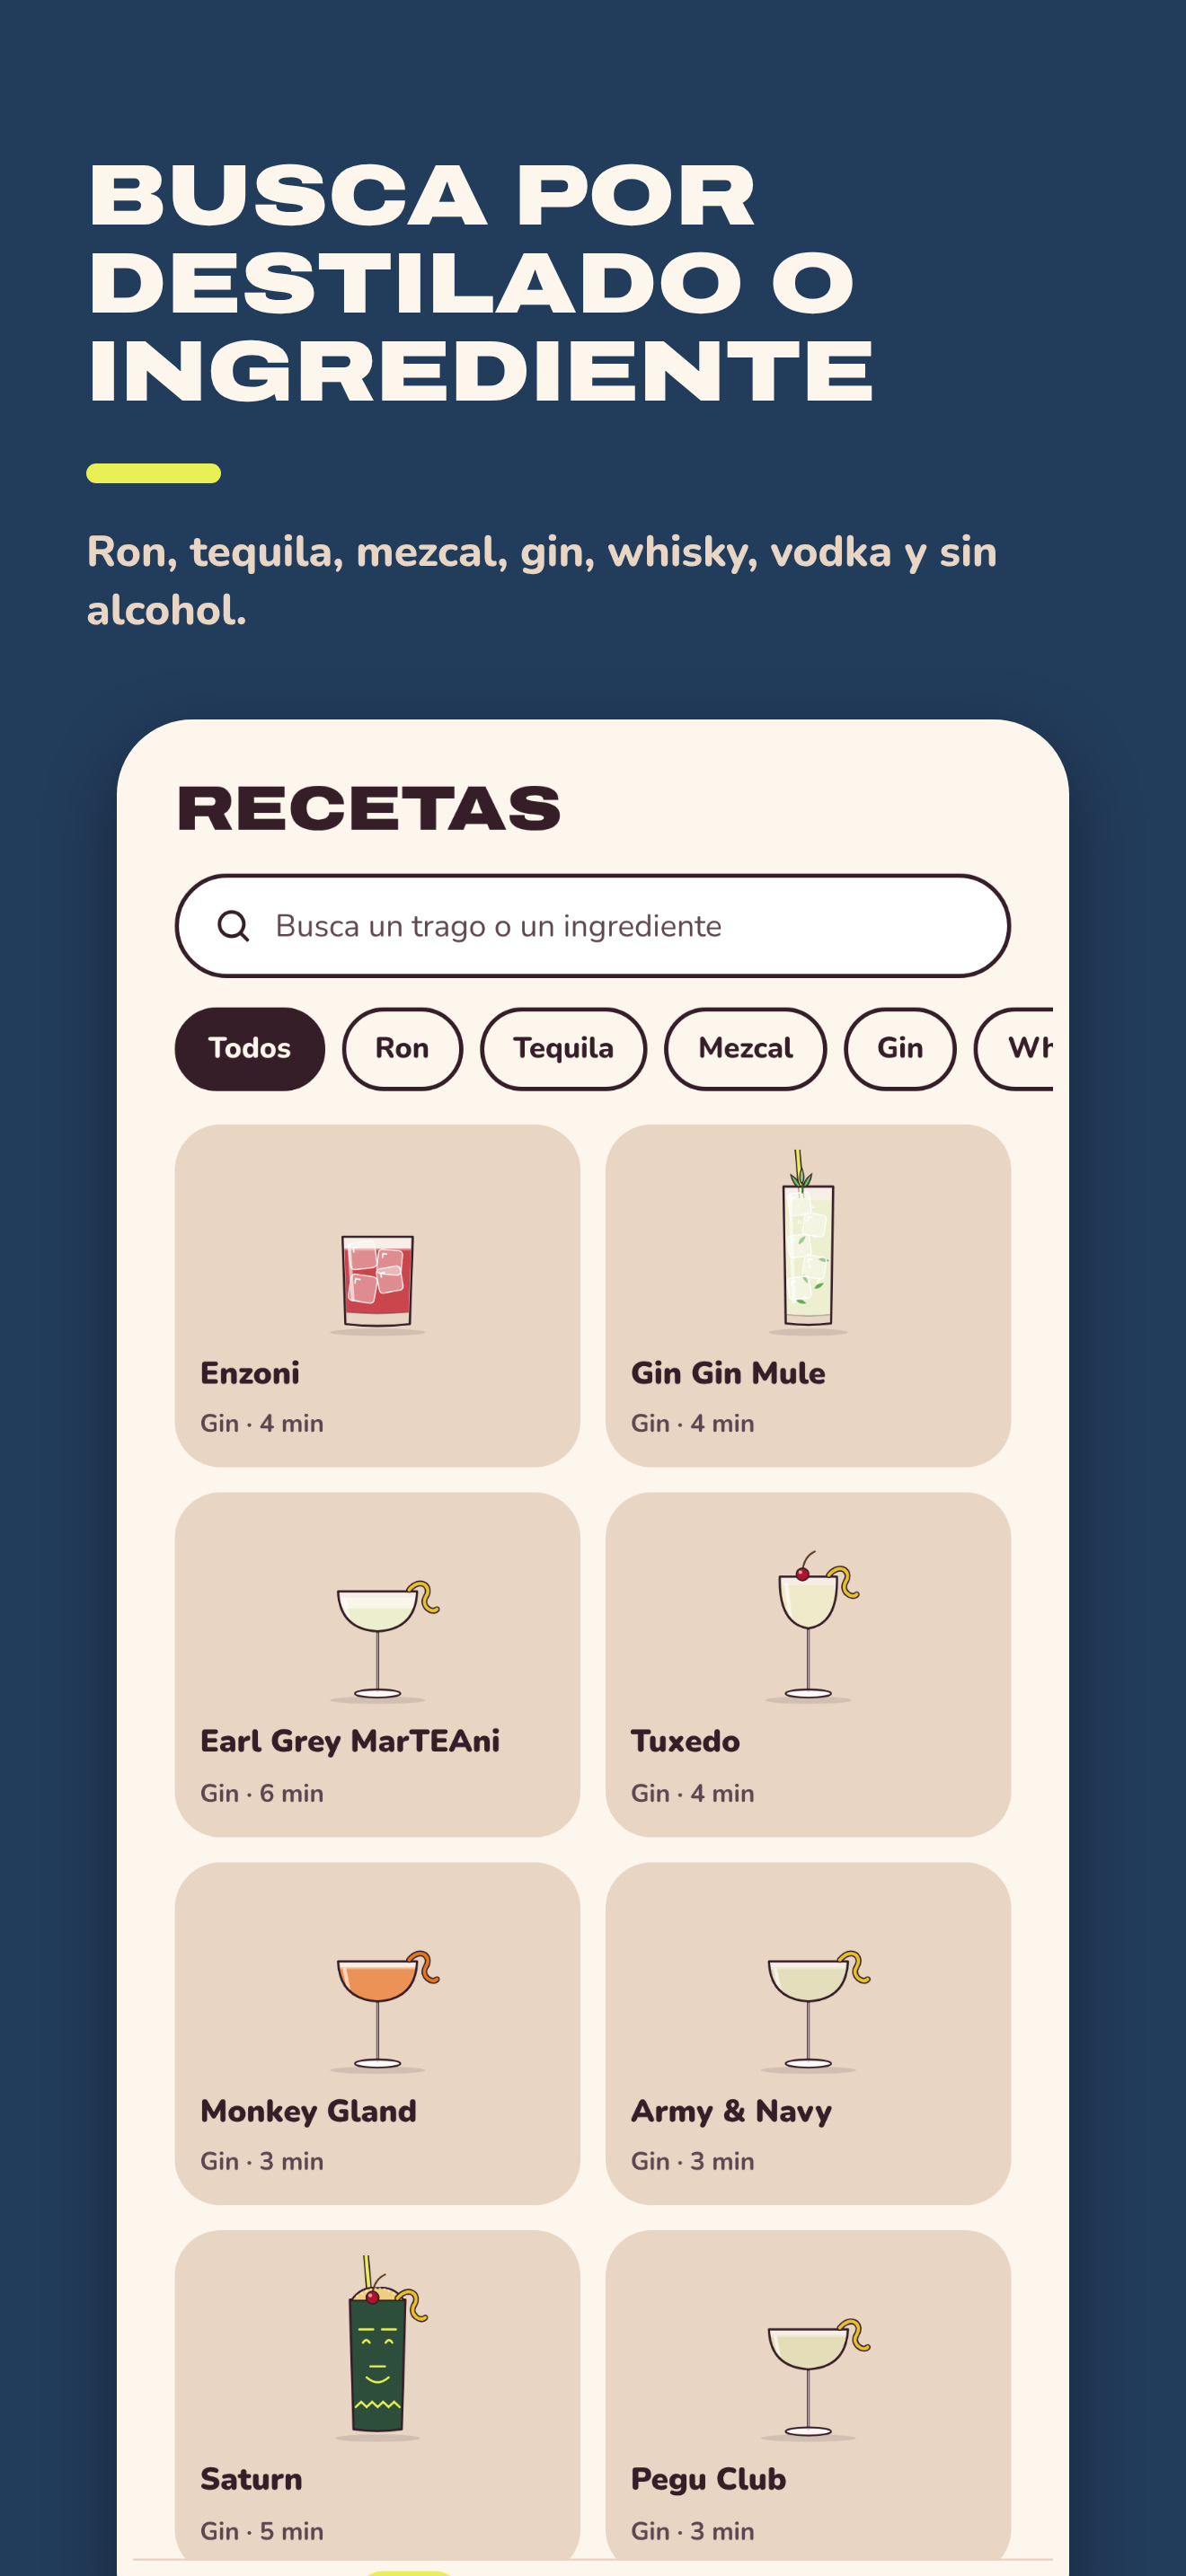 BUSCA POR
DESTILADO O
INGREDIENTE
Ron, tequila, mezcal, gin, whisky, vodka y sin
alcohol.
RECETAS
Busca un trago o un ingrediente
Todos Ron Tequila Mezcal Gin Wh
Enzoni
Gin · 4 min
Gin Gin Mule
Gin · 4 min
Earl Grey MarTEAni
Gin · 6 min
Tuxedo
Gin · 4 min
Monkey Gland
Gin · 3 min
Army & Navy
Gin · 3 min
Saturn
Gin · 5 min
Pegu Club
Gin · 3 min